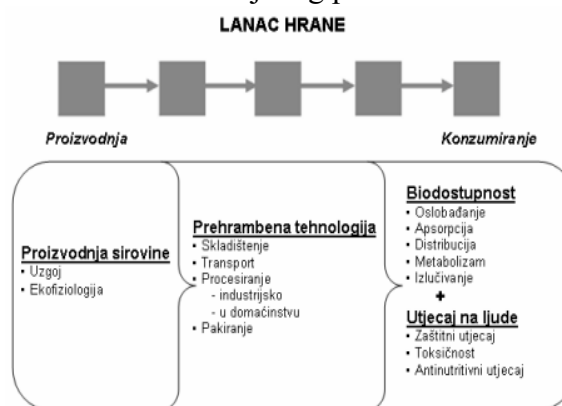 LANAC HRANE
Proizvodnja
Konzumiranje
Proizvodnja sirovine
▪ Uzgoj
▪ Ekofiziologija
Prehrambena tehnologija
▪ Skladištenje
▪ Transport
▪ Procesiranje
- industrijsko
- u domaćinstvu
▪ Pakiranje
Biodostupnost
▪ Oslobađanje
▪ Apsorpcija
▪ Distribucija
▪ Metabolizam
▪ Izlučivanje
+
Utjecaj na ljude
▪ Zaštitni utjecaj
▪ Toksičnost
▪ Antinutritivni utjecaj